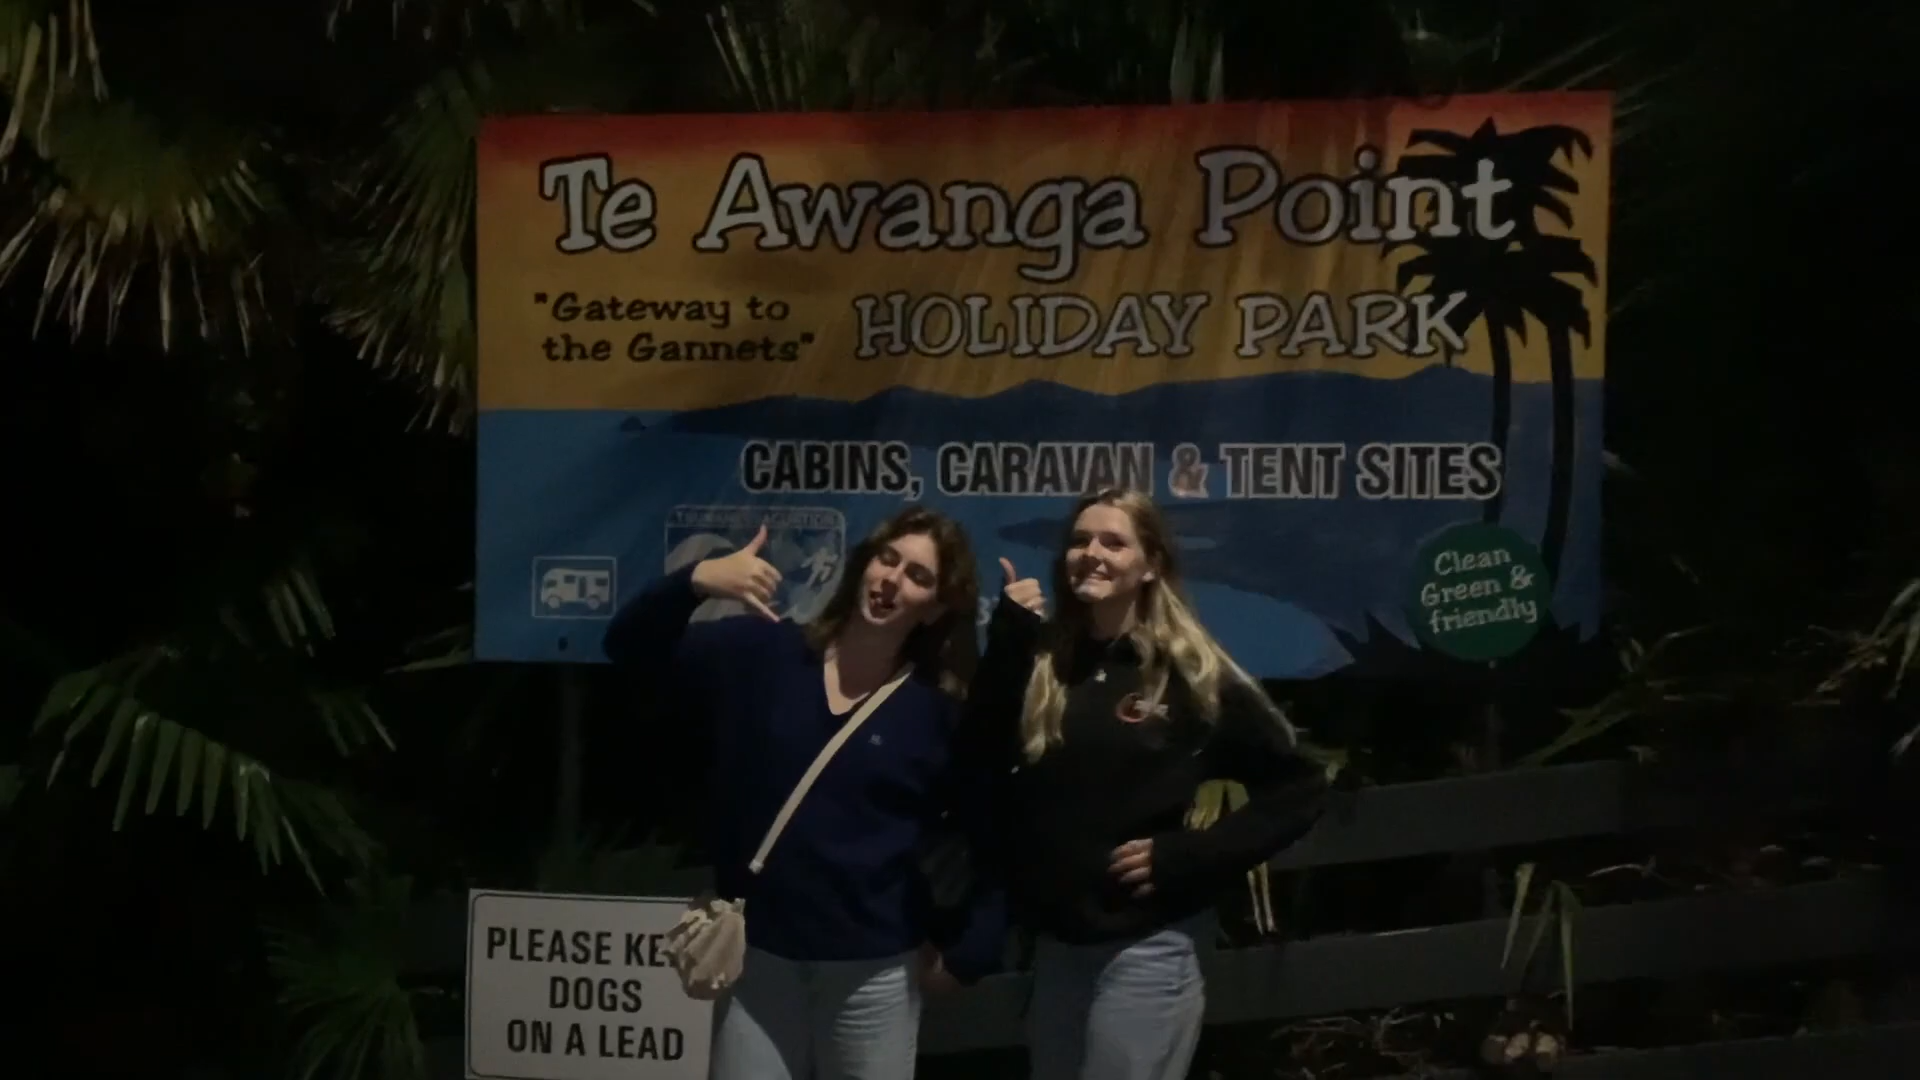 Te Awanga Point
"Gateway to
the Gannets"
HOLIDAY PARK
CABINS, CARAVAN & TENT SITES
Clean
Green &
friendly
PLEASE
DOGS
ON A LEAD